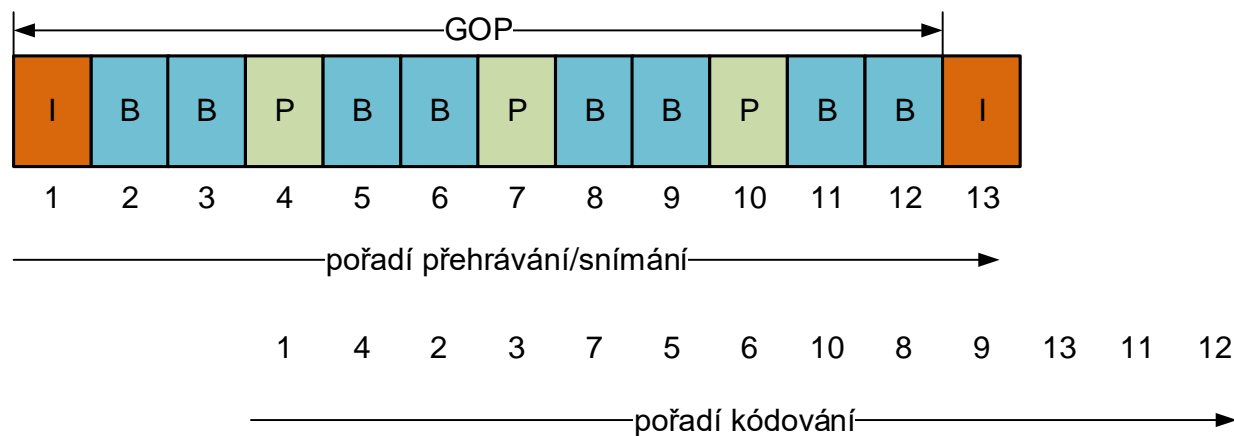 GOP
I B B P B B P B B P B B I
1 2 3 4 5 6 7 8 9 10 11 12 13
pořadí přehrávání/snímání
1 4 2 3 7 5 6 10 8 9 13 11 12
pořadí kódování